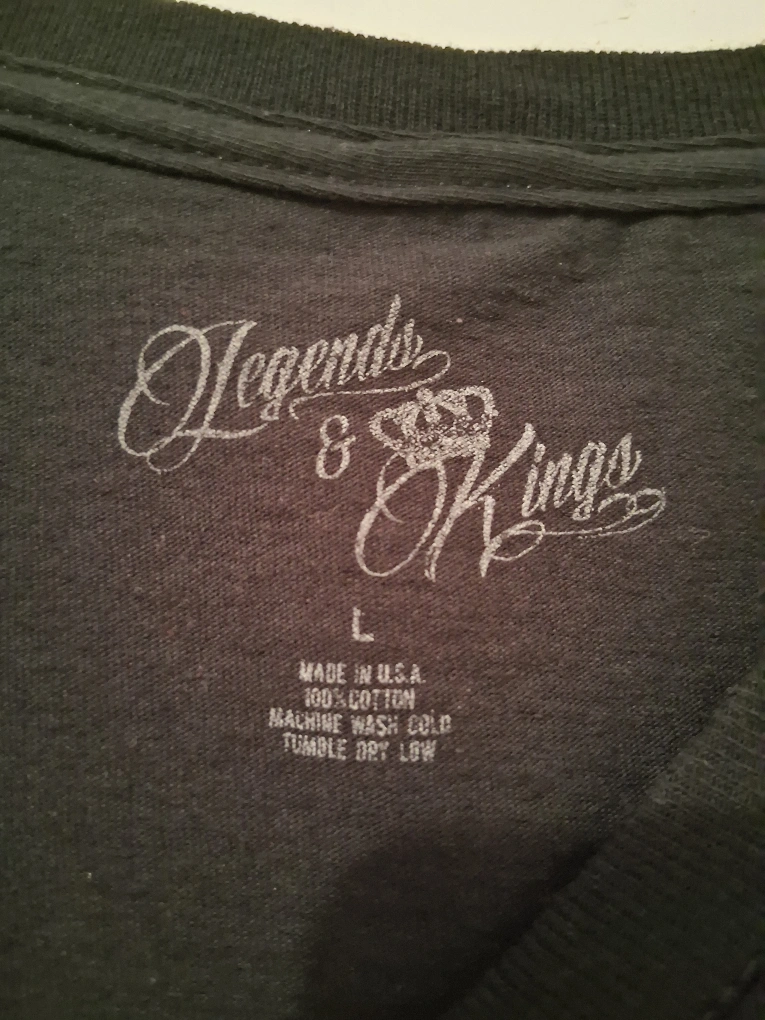 Legends
&
Kings
L
MADE IN U.S.A.
100% COTTON
MACHINE WASH COLD
TUMBLE DRY LOW